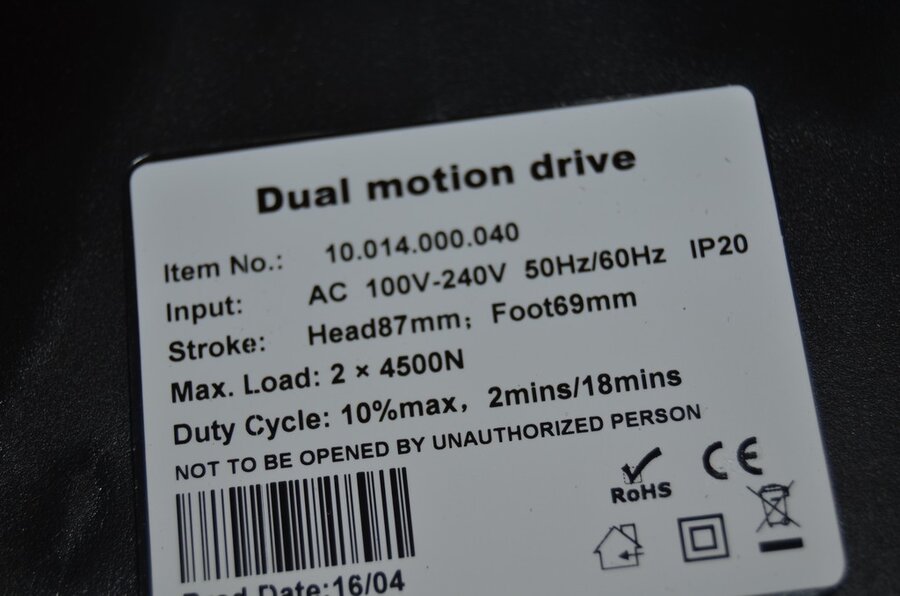 Dual motion drive
Item No.: 10.014.000.040
Input: AC 100V-240V 50Hz/60Hz IP20
Stroke: Head87mm; Foot69mm
Max. Load: 2 × 4500N
Duty Cycle: 10%max, 2mins/18mins
NOT TO BE OPENED BY UNAUTHORIZED PERSON
RoHS CE
Prod Date:16/04